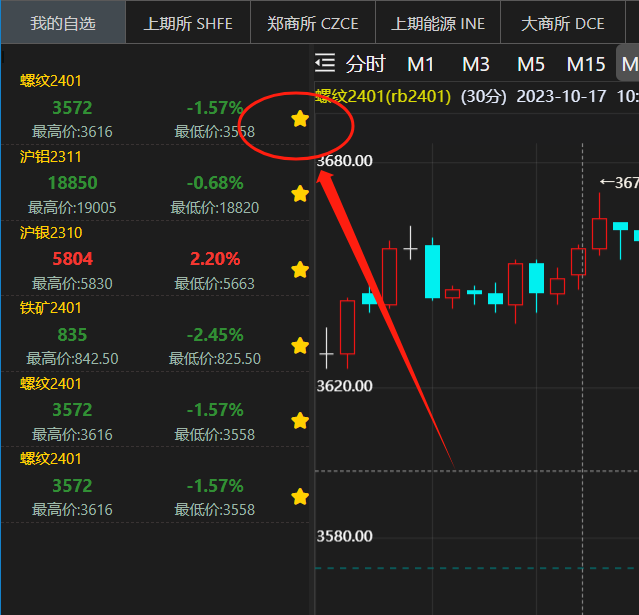 我的自选 上期所 SHFE 郑商所 CZCE 上期能源 INE 大商所 DCE
分时 M1 M3 M5 M15 M
螺纹2401(rb2401) (30分) 2023-10-17 10:
螺纹2401
3572 -1.57%
最高价:3616 最低价:3558
沪铝2311
18850 -0.68%
最高价:19005 最低价:18820
沪银2310
5804 2.20%
最高价:5830 最低价:5663
铁矿2401
835 -2.45%
最高价:842.50 最低价:825.50
螺纹2401
3572 -1.57%
最高价:3616 最低价:3558
螺纹2401
3572 -1.57%
最高价:3616 最低价:3558
3680.00
←367
3620.00
3580.00